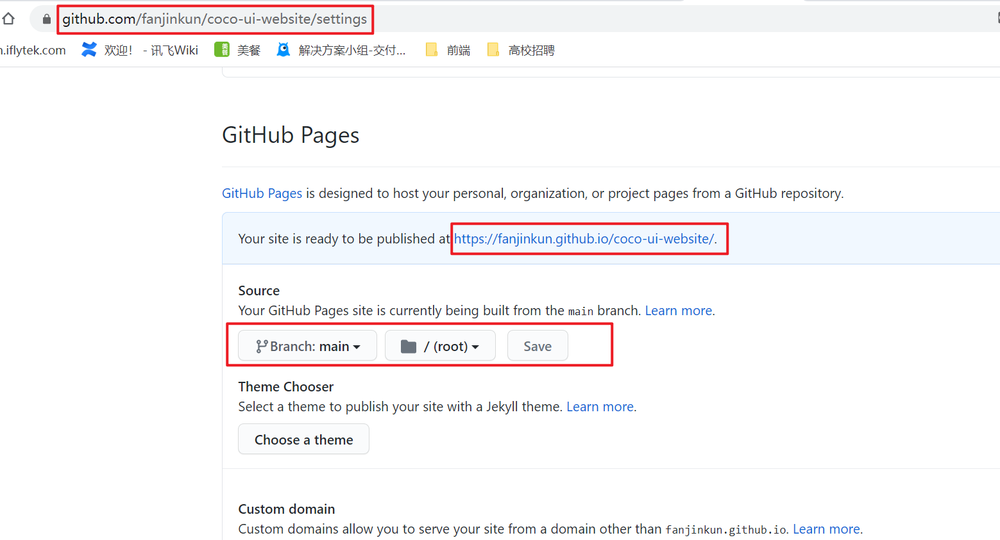 github.com/fanjinkun/coco-ui-website/settings
.iflytek.com 欢迎！ - 讯飞Wiki 美餐 美餐 解决方案小组-交付... 前端 高校招聘
GitHub Pages
GitHub Pages is designed to host your personal, organization, or project pages from a GitHub repository.
Your site is ready to be published at https://fanjinkun.github.io/coco-ui-website/.
Source
Your GitHub Pages site is currently being built from the main branch. Learn more.
Branch: main / (root) Save
Theme Chooser
Select a theme to publish your site with a Jekyll theme. Learn more.
Choose a theme
Custom domain
Custom domains allow you to serve your site from a domain other than fanjinkun.github.io. Learn more.